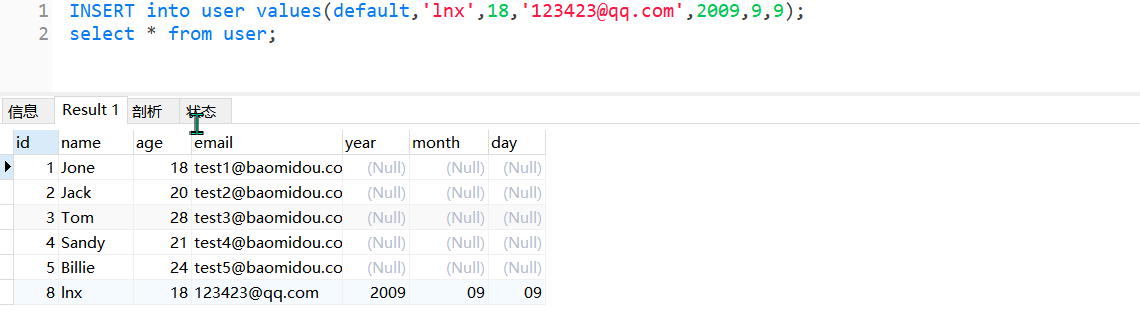 1 INSERT into user values(default,'lnx',18,'123423@qq.com',2009,9,9);
2 select * from user;
信息 Result 1 剖析 状态
id name age email year month day
1 Jone 18 test1@baomidou.co (Null) (Null) (Null)
2 Jack 20 test2@baomidou.co (Null) (Null) (Null)
3 Tom 28 test3@baomidou.co (Null) (Null) (Null)
4 Sandy 21 test4@baomidou.co (Null) (Null) (Null)
5 Billie 24 test5@baomidou.co (Null) (Null) (Null)
8 lnx 18 123423@qq.com 2009 09 09